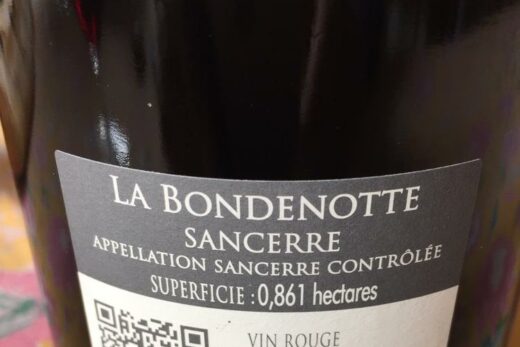 LA BONDENOTTE
SANCERRE
APPELLATION SANCERRE CONTRÔLÉE
SUPERFICIE : 0,861 hectares
VIN ROUGE